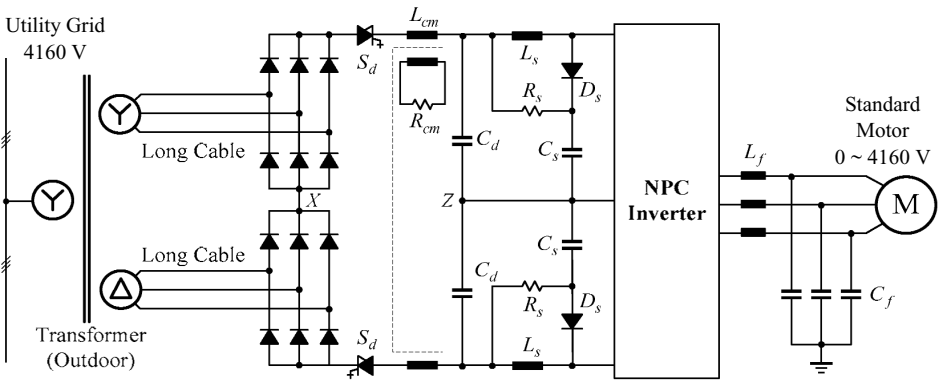 Utility Grid
4160 V
Y
Y
Δ
Long Cable
Long Cable
Transformer
(Outdoor)
X
S_d
S_d
L_cm
R_cm
C_d
C_d
Z
L_s
R_s
D_s
C_s
C_s
R_s
D_s
L_s
NPC
Inverter
L_f
C_f
Standard
Motor
0 ~ 4160 V
M